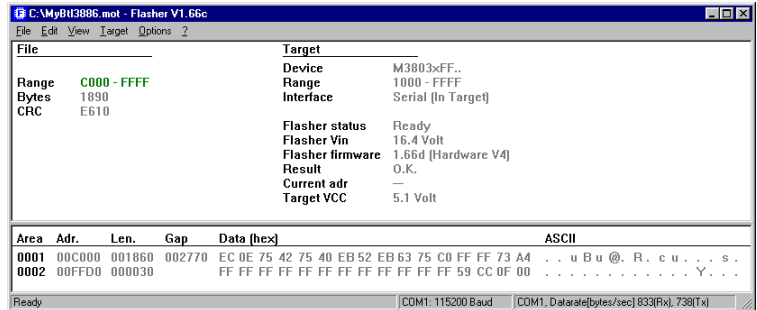 C:\MyBtl3886.mot - Flasher V1.66c
File Edit View Target Options ?
File Target
Device M3803xFF..
Range C000 - FFFF Range 1000 - FFFF
Bytes 1890 Interface Serial (In Target)
CRC E610
Flasher status Ready
Flasher Vin 16.4 Volt
Flasher firmware 1.66d (Hardware V4)
Result O.K.
Current adr —
Target VCC 5.1 Volt
Area Adr. Len. Gap Data (hex) ASCII
0001 00C000 001860 002770 EC 0E 75 42 75 40 EB 52 EB 63 75 C0 FF FF 73 A4 . . u B u @. R. c u . . . s .
0002 00FFD0 000030 FF FF FF FF FF FF FF FF FF FF FF FF 59 CC 0F 00 . . . . . . . . . . . . Y. . .
Ready COM1: 115200 Baud COM1, Datarate[bytes/sec] 833(Rx), 738(Tx)